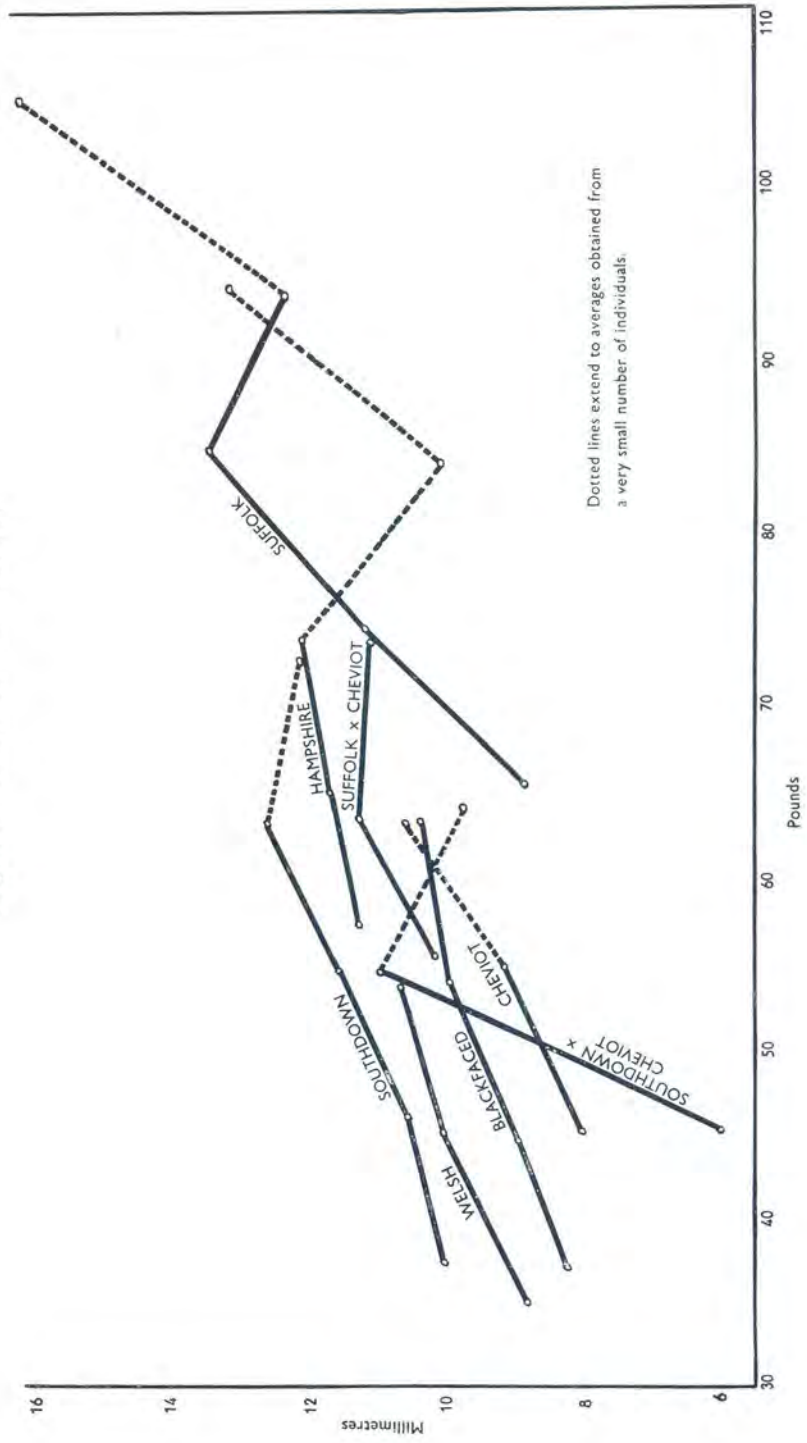 16
14
12
10
8
6
Millimetres
30
40
50
60
70
80
90
100
110
Pounds
SOUTHDOWN
WELSH
BLACKFACED
CHEVIOT
SOUTHDOWN x
CHEVIOT
HAMPSHIRE
SUFFOLK x CHEVIOT
SUFFOLK
Dotted lines extend to averages obtained from
a very small number of individuals.